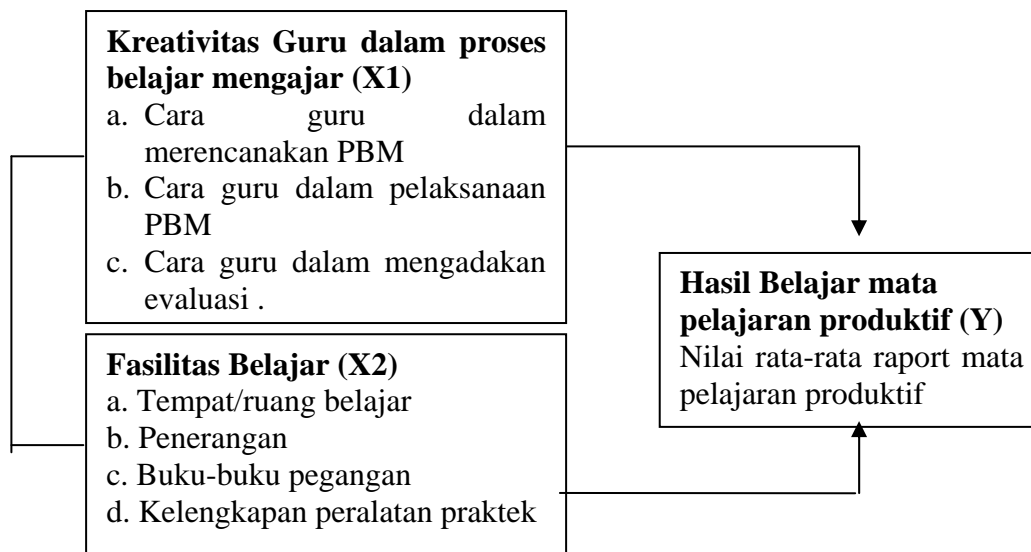 Kreativitas Guru dalam proses
belajar mengajar (X1)
a. Cara guru dalam
merencanakan PBM
b. Cara guru dalam pelaksanaan
PBM
c. Cara guru dalam mengadakan
evaluasi .
Fasilitas Belajar (X2)
a. Tempat/ruang belajar
b. Penerangan
c. Buku-buku pegangan
d. Kelengkapan peralatan praktek
Hasil Belajar mata
pelajaran produktif (Y)
Nilai rata-rata raport mata
pelajaran produktif